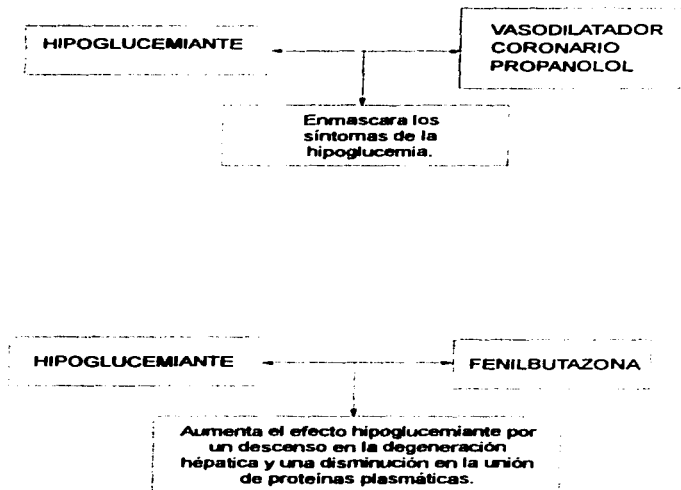 HIPOGLUCEMIANTE
VASODILATADOR
CORONARIO
PROPANOLOL
Enmascara los
síntomas de la
hipoglucemia.
HIPOGLUCEMIANTE
FENILBUTAZONA
Aumenta el efecto hipoglucemiante por
un descenso en la degeneración
hépatica y una disminución en la unión
de proteínas plasmáticas.